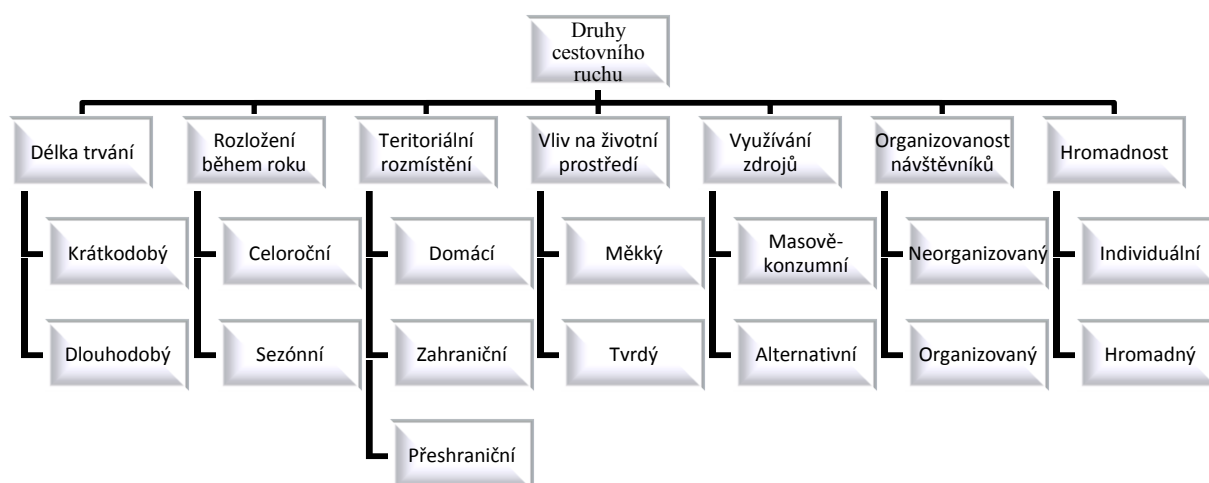 Druhy
cestovního
ruchu
Délka trvání
Rozložení
během roku
Teritoriální
rozmístění
Vliv na životní
prostředí
Využívání
zdrojů
Organizovanost
návštěvníků
Hromadnost
Krátkodobý
Celoroční
Domácí
Měkký
Masově-
konzumní
Neorganizovaný
Individuální
Dlouhodobý
Sezónní
Zahraniční
Tvrdý
Alternativní
Organizovaný
Hromadný
Přeshraniční